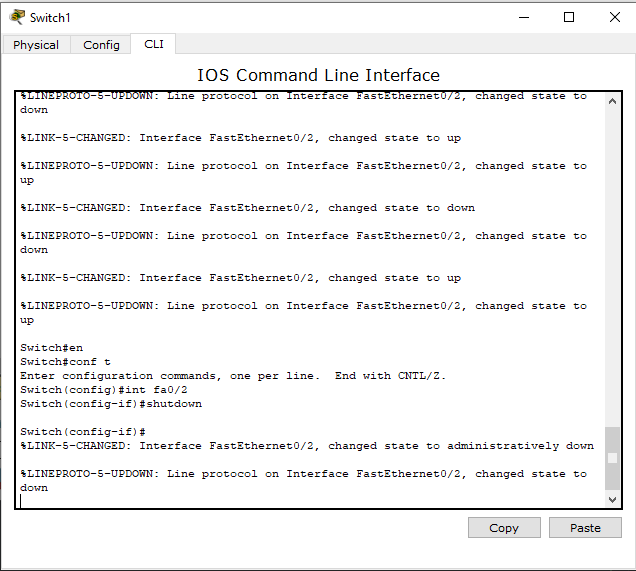 Switch1
Physical Config CLI
IOS Command Line Interface
%LINEPROTO-5-UPDOWN: Line protocol on Interface FastEthernet0/2, changed state to
down
%LINK-5-CHANGED: Interface FastEthernet0/2, changed state to up
%LINEPROTO-5-UPDOWN: Line protocol on Interface FastEthernet0/2, changed state to
up
%LINK-5-CHANGED: Interface FastEthernet0/2, changed state to down
%LINEPROTO-5-UPDOWN: Line protocol on Interface FastEthernet0/2, changed state to
down
%LINK-5-CHANGED: Interface FastEthernet0/2, changed state to up
%LINEPROTO-5-UPDOWN: Line protocol on Interface FastEthernet0/2, changed state to
up
Switch#en
Switch#conf t
Enter configuration commands, one per line.  End with CNTL/Z.
Switch(config)#int fa0/2
Switch(config-if)#shutdown
Switch(config-if)#
%LINK-5-CHANGED: Interface FastEthernet0/2, changed state to administratively down
%LINEPROTO-5-UPDOWN: Line protocol on Interface FastEthernet0/2, changed state to
down
Copy Paste